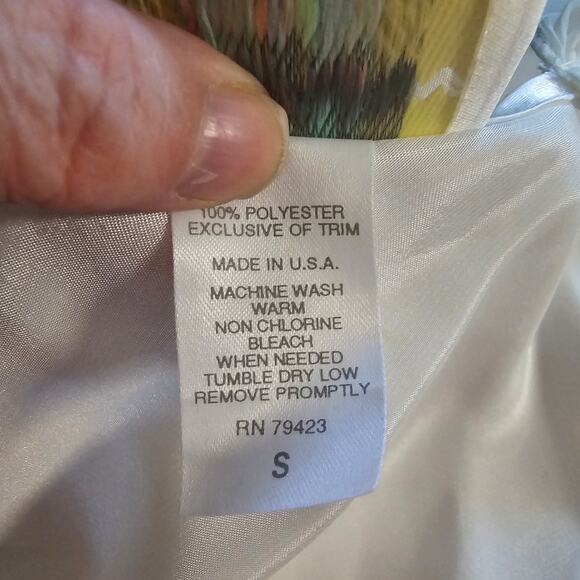 100% POLYESTER
EXCLUSIVE OF TRIM
MADE IN U.S.A.
MACHINE WASH
WARM
NON CHLORINE
BLEACH
WHEN NEEDED
TUMBLE DRY LOW
REMOVE PROMPTLY
RN 79423
S